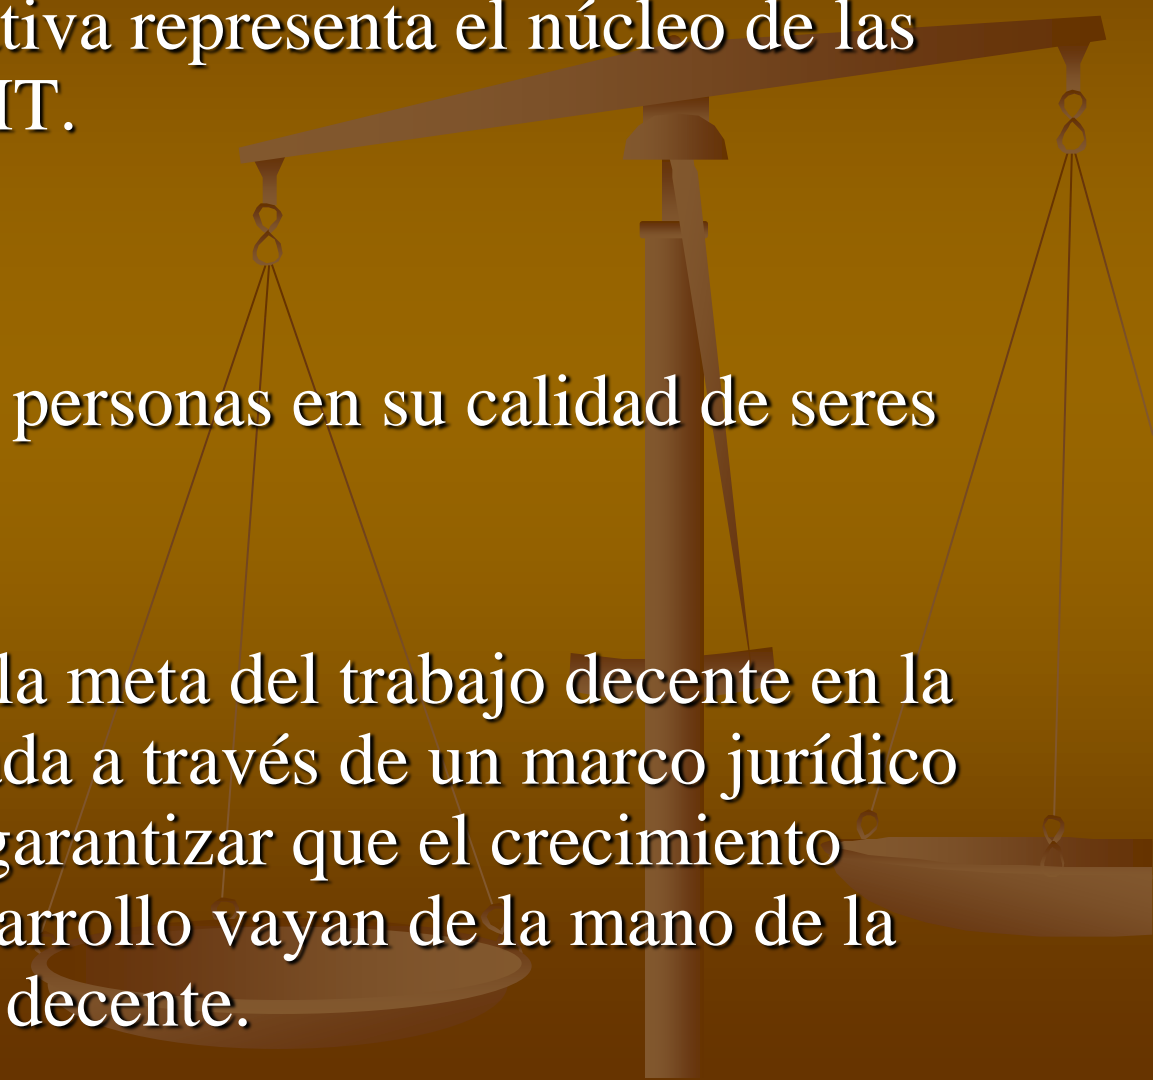 tiva representa el núcleo de las
IT.
personas en su calidad de seres
la meta del trabajo decente en la
da a través de un marco jurídico
garantizar que el crecimiento
arrollo vayan de la mano de la
decente.